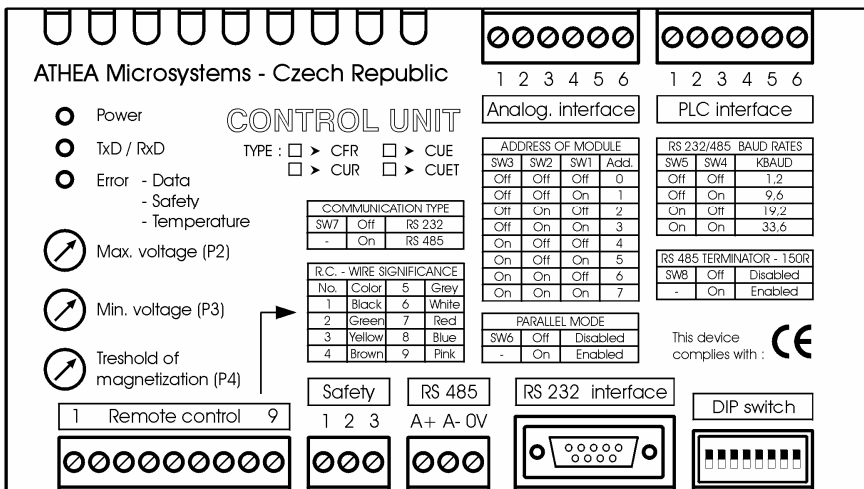 ATHEA Microsystems - Czech Republic
Power
TxD / RxD
Error - Data
- Safety
- Temperature
Max. voltage (P2)
Min. voltage (P3)
Treshold of
magnetization (P4)
CONTROL UNIT
TYPE : ➤ CFR ➤ CUE
➤ CUR ➤ CUET
COMMUNICATION TYPE
SW7 Off RS 232
- On RS 485
R.C. - WIRE SIGNIFICANCE
No. Color 5 Grey
1 Black 6 White
2 Green 7 Red
3 Yellow 8 Blue
4 Brown 9 Pink
1 2 3 4 5 6
Analog. interface
ADDRESS OF MODULE
SW3 SW2 SW1 Add.
Off Off Off 0
Off Off On 1
Off On Off 2
Off On On 3
On Off Off 4
On Off On 5
On On Off 6
On On On 7
PARALLEL MODE
SW6 Off Disabled
- On Enabled
1 2 3 4 5 6
PLC interface
RS 232/485 BAUD RATES
SW5 SW4 KBAUD
Off Off 1,2
Off On 9,6
On Off 19,2
On On 33,6
RS 485 TERMINATOR - 150R
SW8 Off Disabled
- On Enabled
This device
complies with : CE
1 Remote control 9
Safety
1 2 3
RS 485
A+ A- 0V
RS 232 interface
DIP switch